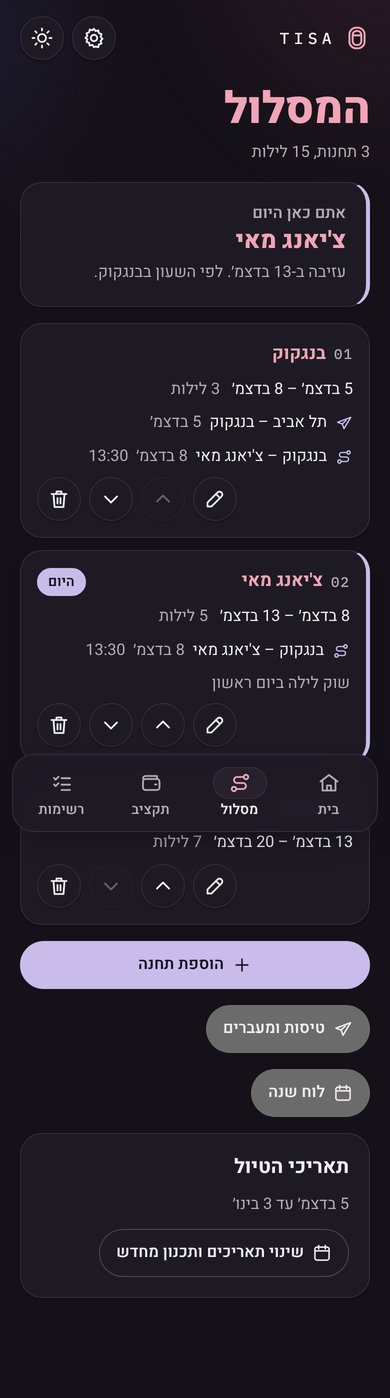 TISA
המסלול
3 תחנות, 15 לילות
אתם כאן היום
צ'יאנג מאי
עזיבה ב-13 בדצמ׳. לפי השעון בבנגקוק.
01 בנגקוק
5 בדצמ׳ – 8 בדצמ׳ 3 לילות
תל אביב – בנגקוק 5 בדצמ׳
בנגקוק – צ'יאנג מאי 8 בדצמ׳ 13:30
02 צ'יאנג מאי
היום
8 בדצמ׳ – 13 בדצמ׳ 5 לילות
בנגקוק – צ'יאנג מאי 8 בדצמ׳ 13:30
שוק לילה ביום ראשון
בית
מסלול
תקציב
רשימות
13 בדצמ׳ – 20 בדצמ׳ 7 לילות
הוספת תחנה
טיסות ומעברים
לוח שנה
תאריכי הטיול
5 בדצמ׳ עד 3 בינו׳
שינוי תאריכים ותכנון מחדש